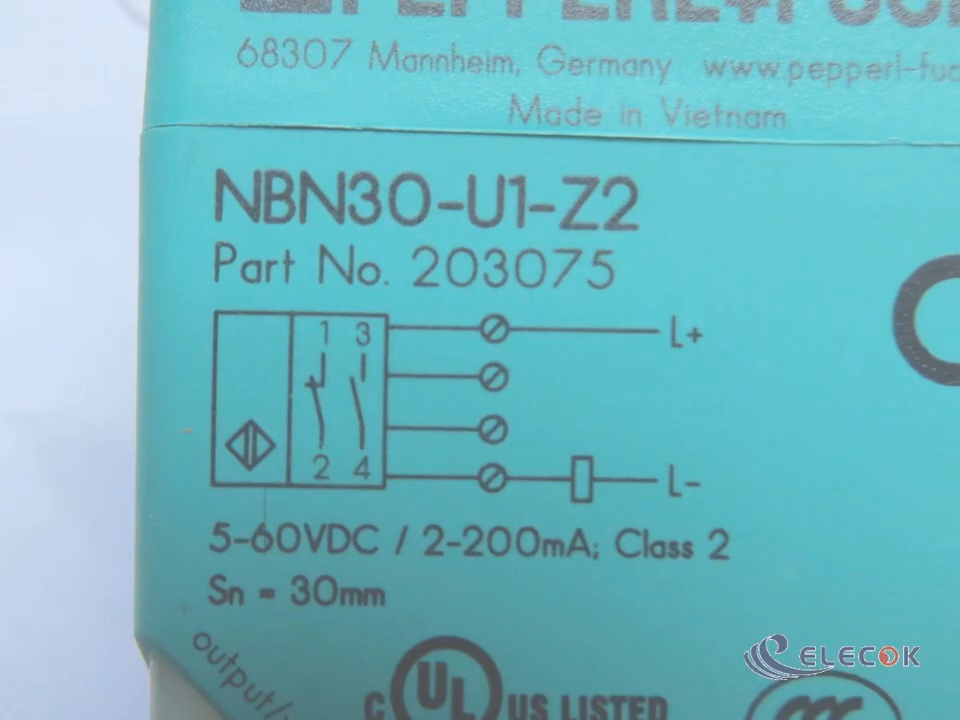 68307 Mannheim, Germany www.pepperl-fuc
Made in Vietnam
NBN30-U1-Z2
Part No. 203075
1 3
L+
2 4
L-
5-60VDC / 2-200mA; Class 2
Sn = 30mm
output/
C UL US LISTED
ELECOK